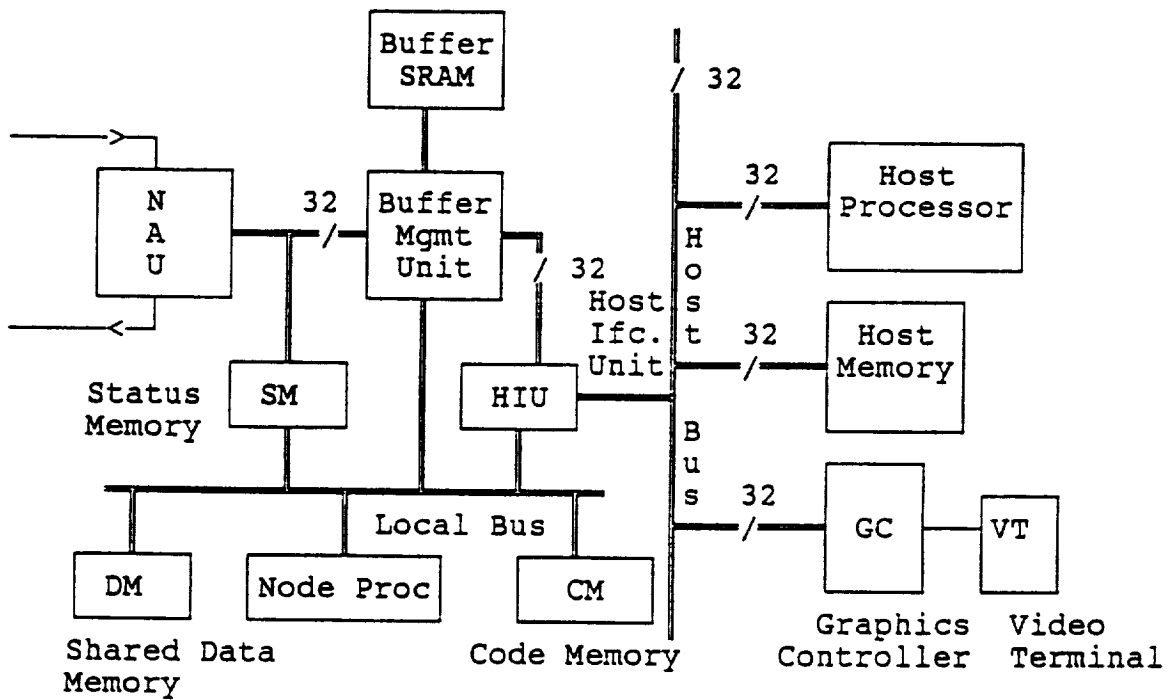 Buffer
SRAM
32
N
A
U
32
Buffer
Mgmt
Unit
32
Host
Ifc.
Unit
Host
Bus
32
Host
Processor
32
Host
Memory
Status
Memory
SM
HIU
32
GC
VT
Local Bus
DM
Node Proc
CM
Shared Data
Memory
Code Memory
Graphics
Controller
Video
Terminal